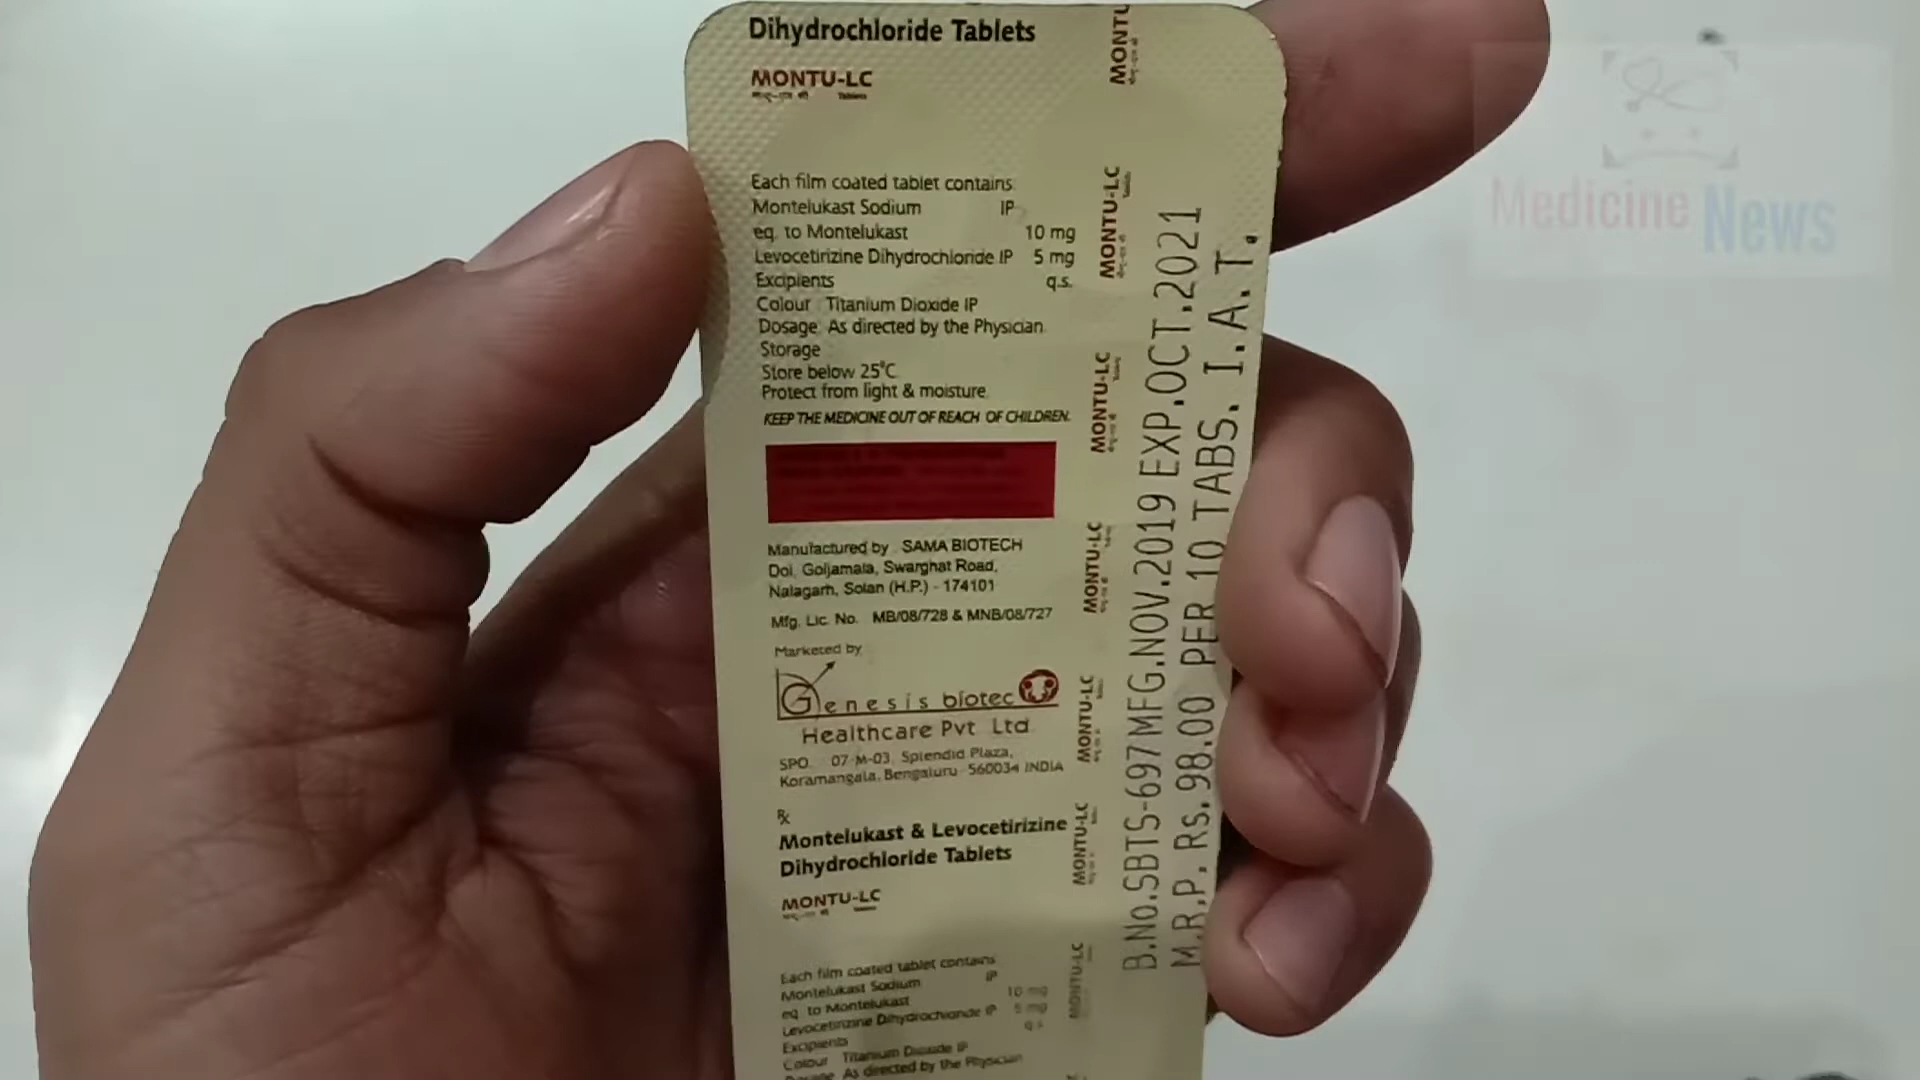 Dihydrochloride Tablets
MONTU-LC
Tablets
Each film coated tablet contains
Montelukast Sodium IP
eq. to Montelukast 10 mg
Levocetirizine Dihydrochloride IP 5 mg
Excipients q.s.
Colour Titanium Dioxide IP
Dosage: As directed by the Physician.
Storage
Store below 25°C
Protect from light & moisture.
KEEP THE MEDICINE OUT OF REACH OF CHILDREN.
Manufactured by SAMA BIOTECH
Doi, Goljamala, Swarghat Road,
Nalagarh, Solan (H.P.) - 174101
Mfg. Lic. No. MB/08/728 & MNB/08/727
Marketed by
Genesis biotec
Healthcare Pvt Ltd
SPO. 07-M-03, Splendid Plaza,
Koramangala, Bengaluru - 560034 INDIA
Rx
Montelukast & Levocetirizine
Dihydrochloride Tablets
MONTU-LC
Each film coated tablet contains
Montelukast Sodium IP
eq. to Montelukast 10 mg
Levocetirizine Dihydrochloride IP 5 mg
Excipients q.s
Colour Titanium Dioxide IP
Dosage As directed by the Physician
MONTU
MONTU-LC
MONTU-LC
MONTU-LC
MONTU-LC
MONTU-LC
MONTU-LC
B.No.SBTS-697 MFG.NOV.2019 EXP.OCT.2021
M.R.P. Rs.98.00 PER 10 TABS. I.A.T.
Medicine News